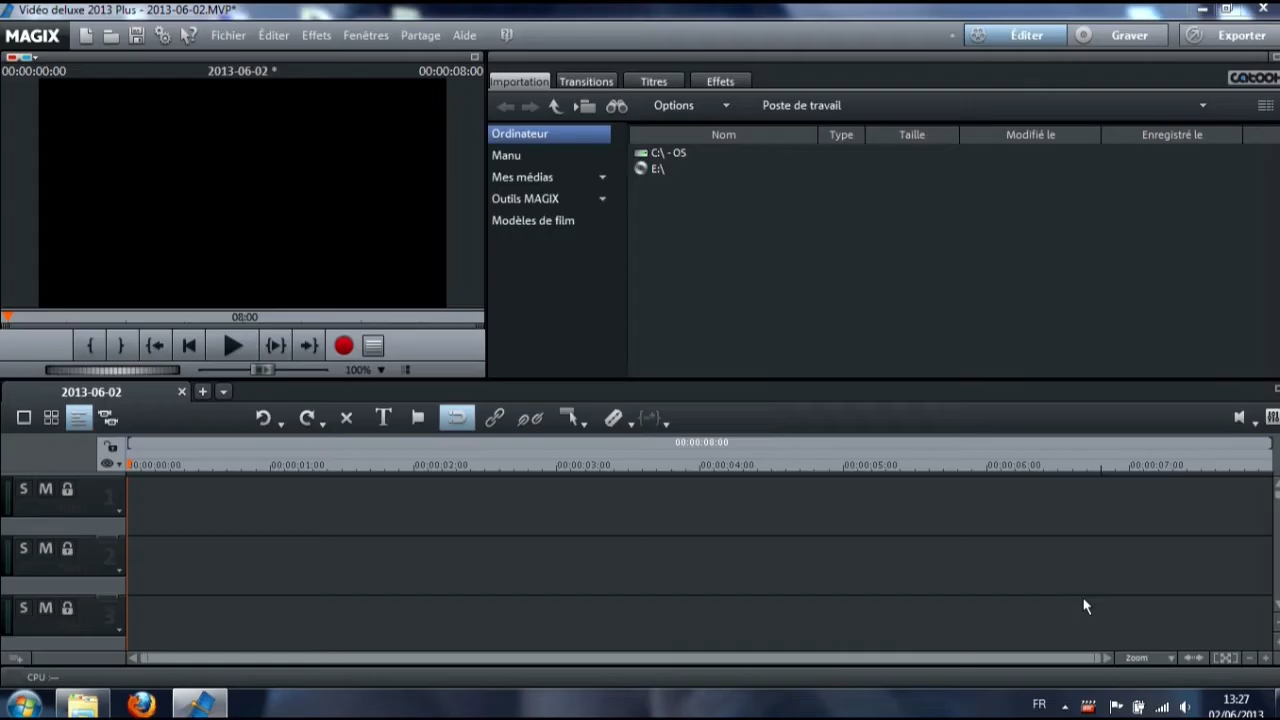 Vidéo deluxe 2013 Plus - 2013-06-02.MVP*
MAGIX Fichier Éditer Effets Fenêtres Partage Aide Éditer Graver Exporter
00:00:00:00 2013-06-02 * 00:00:08:00
Importation Transitions Titres Effets
Options Poste de travail
Ordinateur
Manu
Mes médias
Outils MAGIX
Modèles de film
Nom Type Taille Modifié le Enregistré le
C:\ - OS
E:\
08:00
100%
2013-06-02
00:00:08:00
00:00:00:00 00:00:01:00 00:00:02:00 00:00:03:00 00:00:04:00 00:00:05:00 00:00:06:00 00:00:07:00
S M 1
S M 2
S M 3
Zoom
CPU :—
FR 13:27
02/06/2013